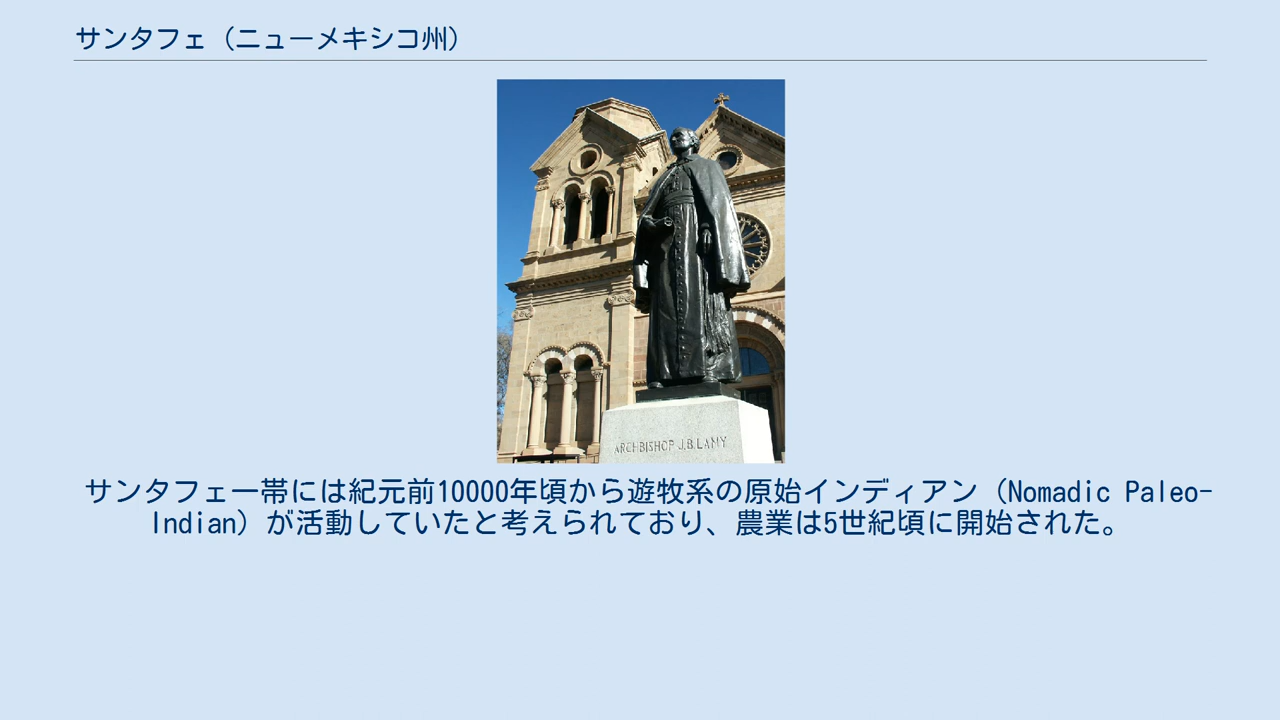 サンタフェ（ニューメキシコ州）
ARCHBISHOP J.B.LAMY
サンタフェ一帯には紀元前10000年頃から遊牧系の原始インディアン（Nomadic Paleo-
Indian）が活動していたと考えられており、農業は5世紀頃に開始された。